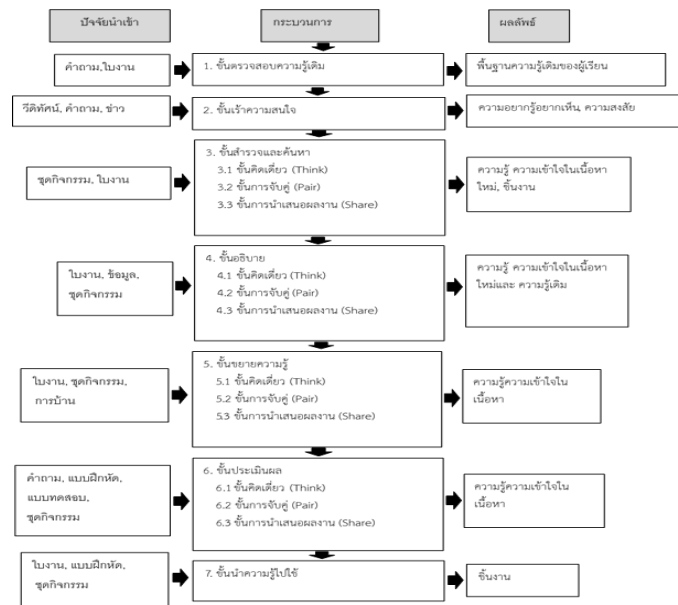 ปัจจัยนำเข้า
กระบวนการ
ผลลัพธ์
คำถาม,ใบงาน
1. ขั้นตรวจสอบความรู้เดิม
พื้นฐานความรู้เดิมของผู้เรียน
วีดิทัศน์, คำถาม, ข่าว
2. ขั้นเร้าความสนใจ
ความอยากรู้อยากเห็น, ความสงสัย
ชุดกิจกรรม, ใบงาน
3. ขั้นสำรวจและค้นหา
3.1 ขั้นคิดเดี่ยว (Think)
3.2 ขั้นการจับคู่ (Pair)
3.3 ขั้นการนำเสนอผลงาน (Share)
ความรู้ ความเข้าใจในเนื้อหา
ใหม่, ชิ้นงาน
ใบงาน, ข้อมูล,
ชุดกิจกรรม
4. ขั้นอธิบาย
4.1 ขั้นคิดเดี่ยว (Think)
4.2 ขั้นการจับคู่ (Pair)
4.3 ขั้นการนำเสนอผลงาน (Share)
ความรู้ ความเข้าใจในเนื้อหา
ใหม่และ ความรู้เดิม
ใบงาน, ชุดกิจกรรม,
การบ้าน
5. ขั้นขยายความรู้
5.1 ขั้นคิดเดี่ยว (Think)
5.2 ขั้นการจับคู่ (Pair)
5.3 ขั้นการนำเสนอผลงาน (Share)
ความรู้ความเข้าใจใน
เนื้อหา
คำถาม, แบบฝึกหัด,
แบบทดสอบ,
ชุดกิจกรรม
6. ขั้นประเมินผล
6.1 ขั้นคิดเดี่ยว (Think)
6.2 ขั้นการจับคู่ (Pair)
6.3 ขั้นการนำเสนอผลงาน (Share)
ความรู้ความเข้าใจใน
เนื้อหา
ใบงาน, แบบฝึกหัด,
ชุดกิจกรรม
7. ขั้นนำความรู้ไปใช้
ชิ้นงาน